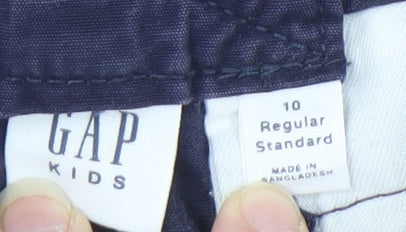 GAP
KIDS
10
Regular
Standard
MADE IN
BANGLADESH